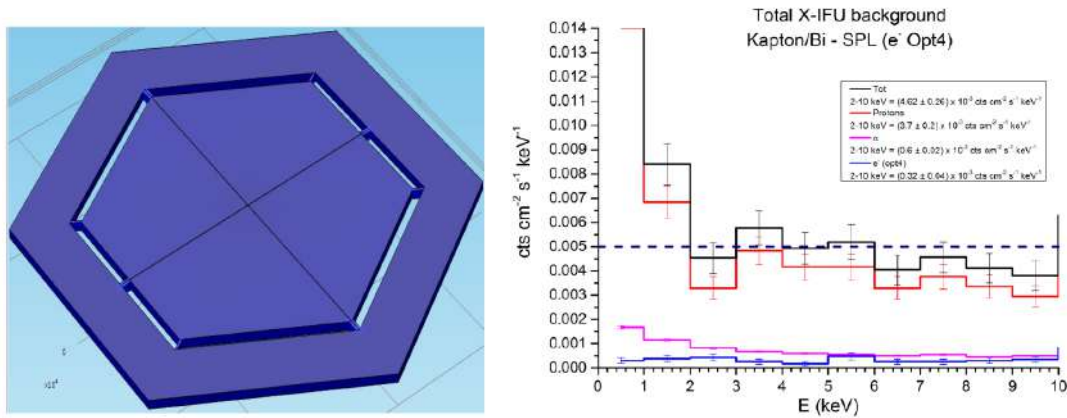 0
x10⁴
Total X-IFU background
Kapton/Bi - SPL (e⁻ Opt4)
cts cm⁻² s⁻¹ keV⁻¹
0.014
0.013
0.012
0.011
0.010
0.009
0.008
0.007
0.006
0.005
0.004
0.003
0.002
0.001
0.000
Tot
2-10 keV = (4.62 ± 0.26) x 10⁻³ cts cm⁻² s⁻¹ keV⁻¹
Protons
2-10 keV = (3.7 ± 0.2) x 10⁻³ cts cm⁻² s⁻¹ keV⁻¹
α
2-10 keV = (0.6 ± 0.02) x 10⁻³ cts cm⁻² s⁻¹ keV⁻¹
e⁻ (opt4)
2-10 keV = (0.32 ± 0.04) x 10⁻³ cts cm⁻² s⁻¹ keV⁻¹
0 1 2 3 4 5 6 7 8 9 10
E (keV)